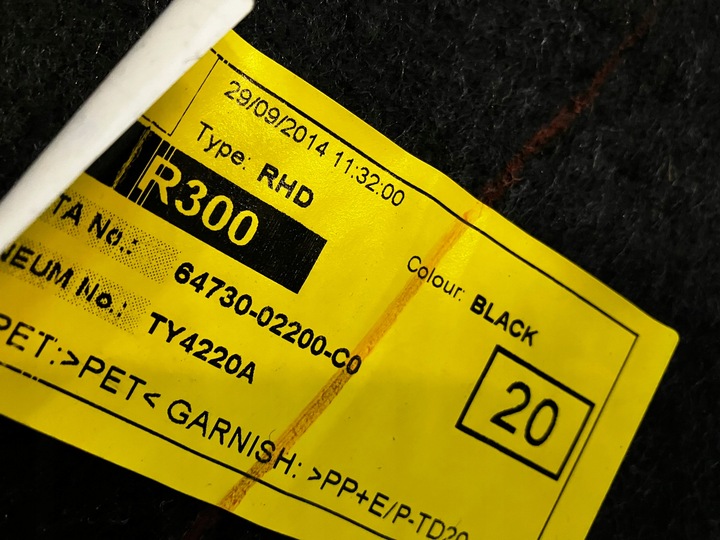 29/09/2014 11:32:00
Type: RHD
R300
Colour: BLACK
TA No.: 64730-02200-C0
NEUM No.: TY4220A
20
PET:>PET< GARNISH: >PP+E/P-TD20